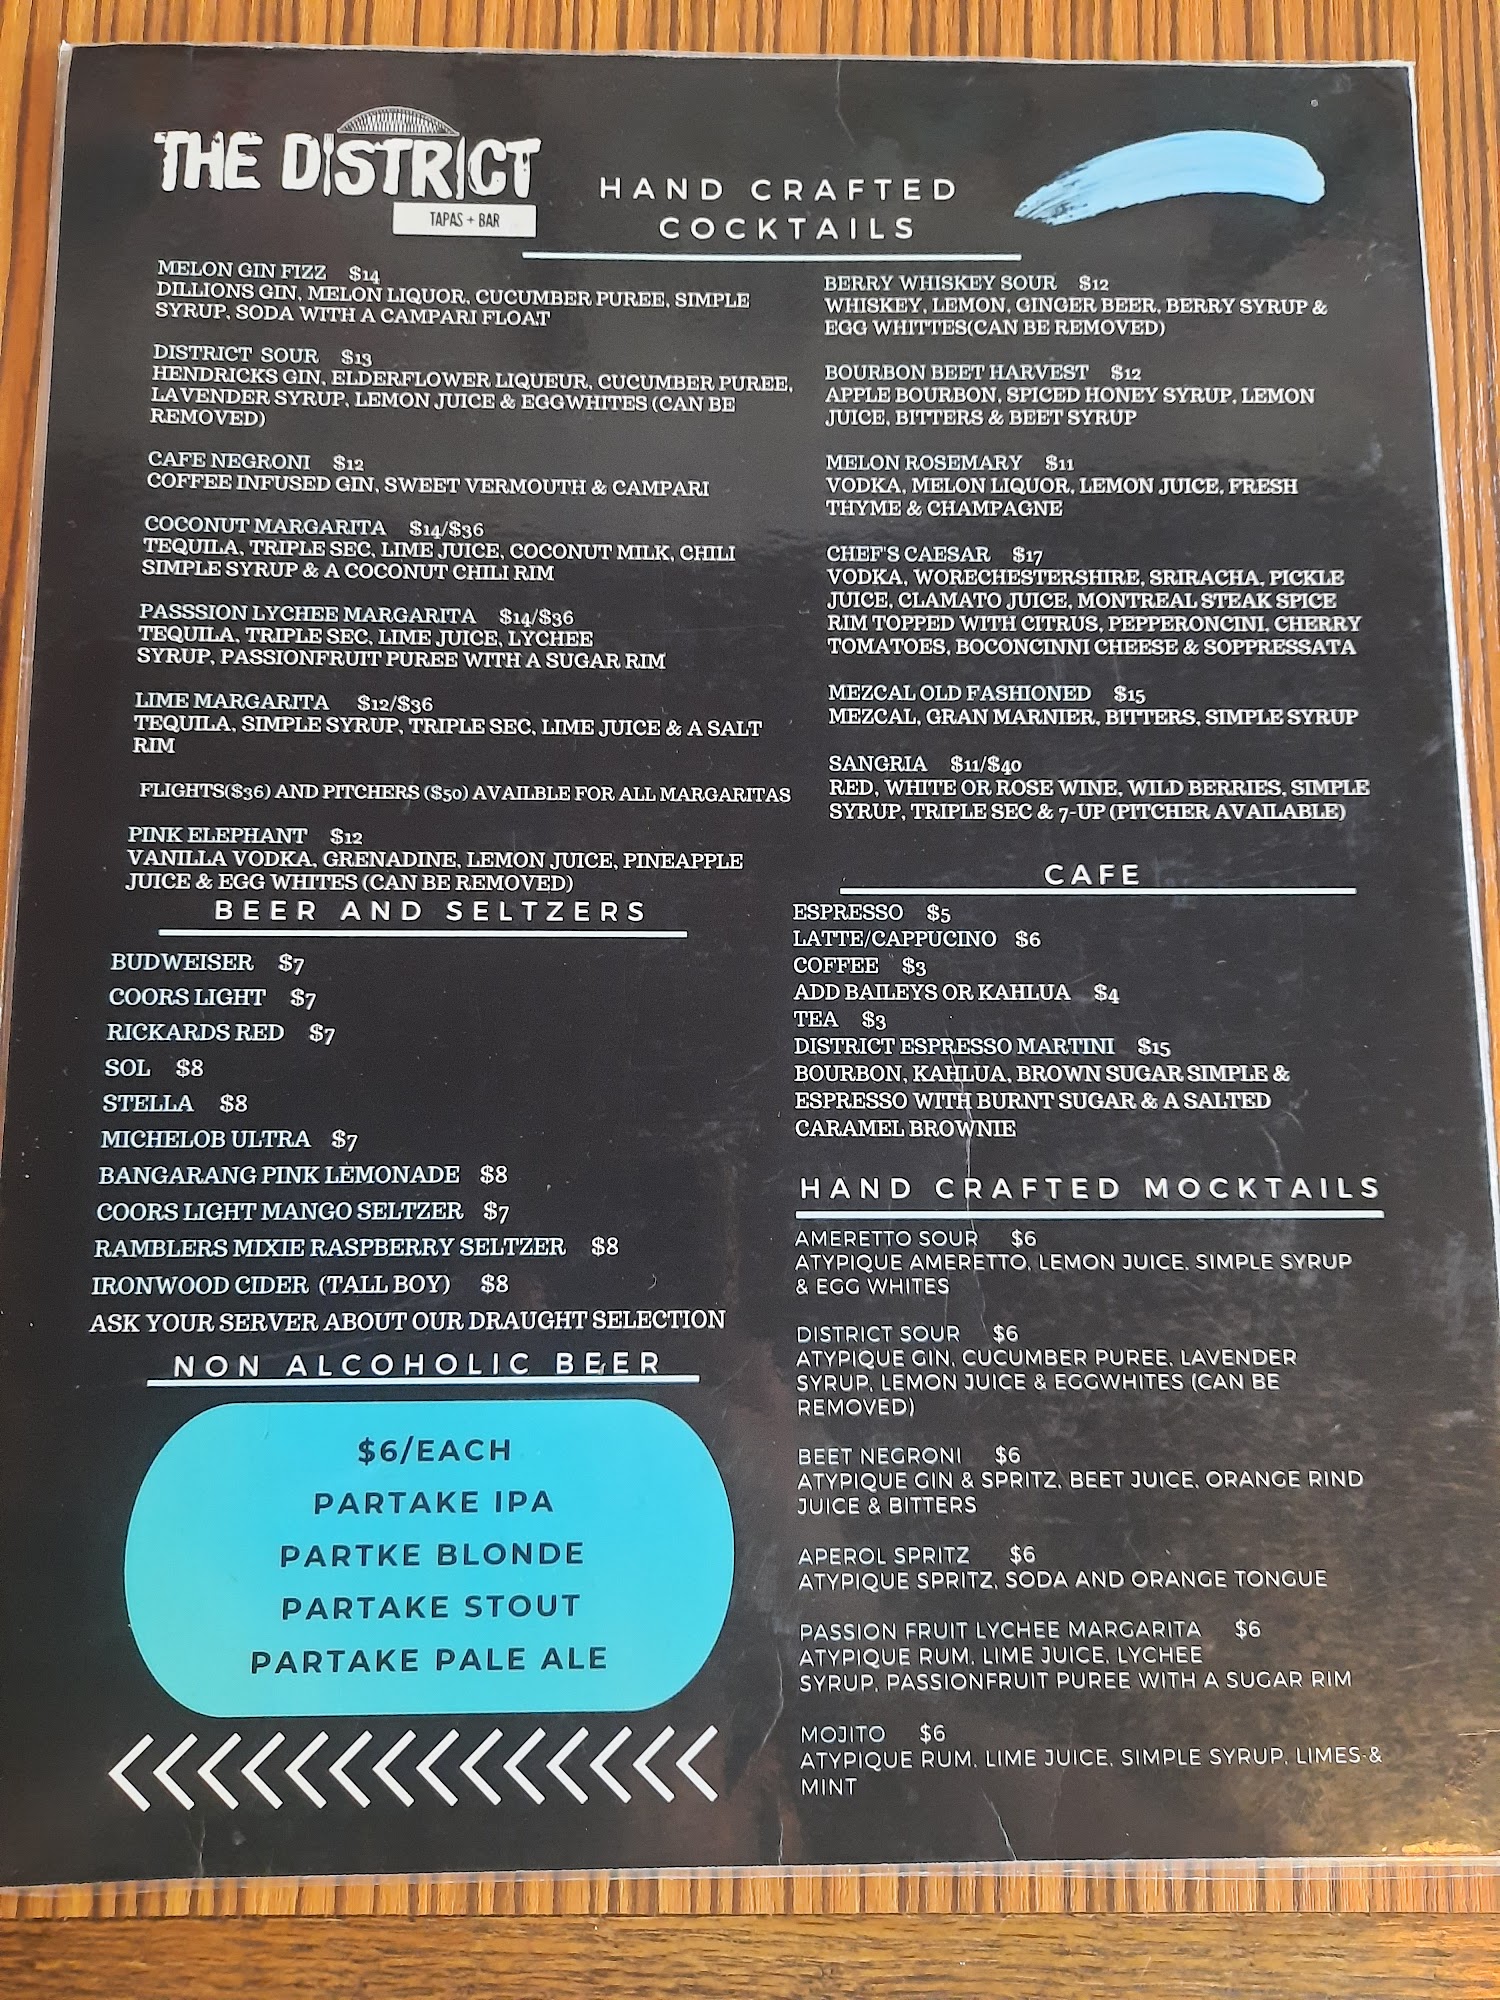 THE DISTRICT
TAPAS + BAR
HAND CRAFTED
COCKTAILS
MELON GIN FIZZ $14
DILLIONS GIN, MELON LIQUOR, CUCUMBER PUREE, SIMPLE
SYRUP, SODA WITH A CAMPARI FLOAT
DISTRICT SOUR $13
HENDRICKS GIN, ELDERFLOWER LIQUEUR, CUCUMBER PUREE,
LAVENDER SYRUP, LEMON JUICE & EGGWHITES (CAN BE
REMOVED)
CAFE NEGRONI $12
COFFEE INFUSED GIN, SWEET VERMOUTH & CAMPARI
COCONUT MARGARITA $14/$36
TEQUILA, TRIPLE SEC, LIME JUICE, COCONUT MILK, CHILI
SIMPLE SYRUP & A COCONUT CHILI RIM
PASSSION LYCHEE MARGARITA $14/$36
TEQUILA, TRIPLE SEC, LIME JUICE, LYCHEE
SYRUP, PASSIONFRUIT PUREE WITH A SUGAR RIM
LIME MARGARITA $12/$36
TEQUILA, SIMPLE SYRUP, TRIPLE SEC, LIME JUICE & A SALT
RIM
FLIGHTS($36) AND PITCHERS ($50) AVAILBLE FOR ALL MARGARITAS
PINK ELEPHANT $12
VANILLA VODKA, GRENADINE, LEMON JUICE, PINEAPPLE
JUICE & EGG WHITES (CAN BE REMOVED)
BEER AND SELTZERS
BUDWEISER $7
COORS LIGHT $7
RICKARDS RED $7
SOL $8
STELLA $8
MICHELOB ULTRA $7
BANGARANG PINK LEMONADE $8
COORS LIGHT MANGO SELTZER $7
RAMBLERS MIXIE RASPBERRY SELTZER $8
IRONWOOD CIDER (TALL BOY) $8
ASK YOUR SERVER ABOUT OUR DRAUGHT SELECTION
NON ALCOHOLIC BEER
$6/EACH
PARTAKE IPA
PARTKE BLONDE
PARTAKE STOUT
PARTAKE PALE ALE
BERRY WHISKEY SOUR $12
WHISKEY, LEMON, GINGER BEER, BERRY SYRUP &
EGG WHITTES(CAN BE REMOVED)
BOURBON BEET HARVEST $12
APPLE BOURBON, SPICED HONEY SYRUP, LEMON
JUICE, BITTERS & BEET SYRUP
MELON ROSEMARY $11
VODKA, MELON LIQUOR, LEMON JUICE, FRESH
THYME & CHAMPAGNE
CHEF'S CAESAR $17
VODKA, WORECHESTERSHIRE, SRIRACHA, PICKLE
JUICE, CLAMATO JUICE, MONTREAL STEAK SPICE
RIM TOPPED WITH CITRUS, PEPPERONCINI, CHERRY
TOMATOES, BOCONCINNI CHEESE & SOPPRESSATA
MEZCAL OLD FASHIONED $15
MEZCAL, GRAN MARNIER, BITTERS, SIMPLE SYRUP
SANGRIA $11/$40
RED, WHITE OR ROSE WINE, WILD BERRIES, SIMPLE
SYRUP, TRIPLE SEC & 7-UP (PITCHER AVAILABLE)
CAFE
ESPRESSO $5
LATTE/CAPPUCINO $6
COFFEE $3
ADD BAILEYS OR KAHLUA $4
TEA $3
DISTRICT ESPRESSO MARTINI $15
BOURBON, KAHLUA, BROWN SUGAR SIMPLE &
ESPRESSO WITH BURNT SUGAR & A SALTED
CARAMEL BROWNIE
HAND CRAFTED MOCKTAILS
AMERETTO SOUR $6
ATYPIQUE AMERETTO, LEMON JUICE, SIMPLE SYRUP
& EGG WHITES
DISTRICT SOUR $6
ATYPIQUE GIN, CUCUMBER PUREE, LAVENDER
SYRUP, LEMON JUICE & EGGWHITES (CAN BE
REMOVED)
BEET NEGRONI $6
ATYPIQUE GIN & SPRITZ, BEET JUICE, ORANGE RIND
JUICE & BITTERS
APEROL SPRITZ $6
ATYPIQUE SPRITZ, SODA AND ORANGE TONGUE
PASSION FRUIT LYCHEE MARGARITA $6
ATYPIQUE RUM, LIME JUICE, LYCHEE
SYRUP, PASSIONFRUIT PUREE WITH A SUGAR RIM
MOJITO $6
ATYPIQUE RUM, LIME JUICE, SIMPLE SYRUP, LIMES &
MINT